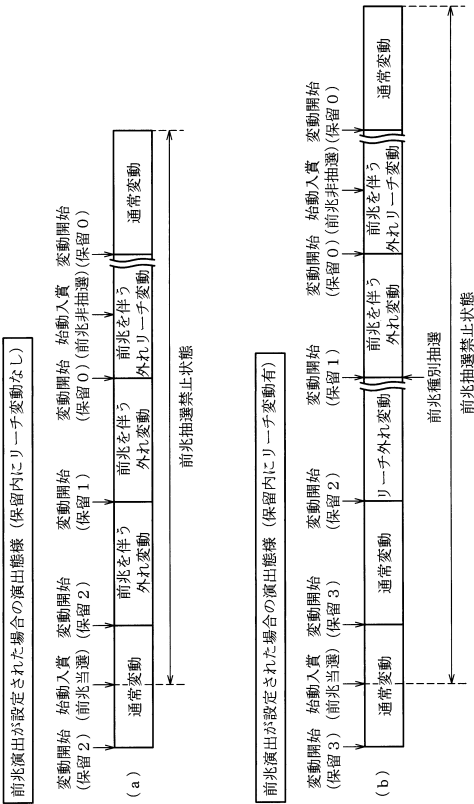 前兆演出が設定された場合の演出態様（保留内にリーチ変動なし）
変動開始
（保留２）
始動入賞
（前兆当選）
変動開始
（保留２）
変動開始
（保留１）
変動開始
（保留０）
始動入賞
（前兆非抽選）
変動開始
（保留０）
通常変動
前兆を伴う
外れ変動
前兆を伴う
外れ変動
前兆を伴う
外れリーチ変動
通常変動
前兆抽選禁止状態
（ａ）
前兆演出が設定された場合の演出態様（保留内にリーチ変動有）
変動開始
（保留３）
始動入賞
（前兆当選）
変動開始
（保留３）
変動開始
（保留２）
変動開始
（保留１）
変動開始
（保留０）
始動入賞
（前兆非抽選）
変動開始
（保留０）
通常変動
通常変動
リーチ外れ変動
前兆を伴う
外れ変動
前兆を伴う
外れリーチ変動
通常変動
前兆種別抽選
前兆抽選禁止状態
（ｂ）